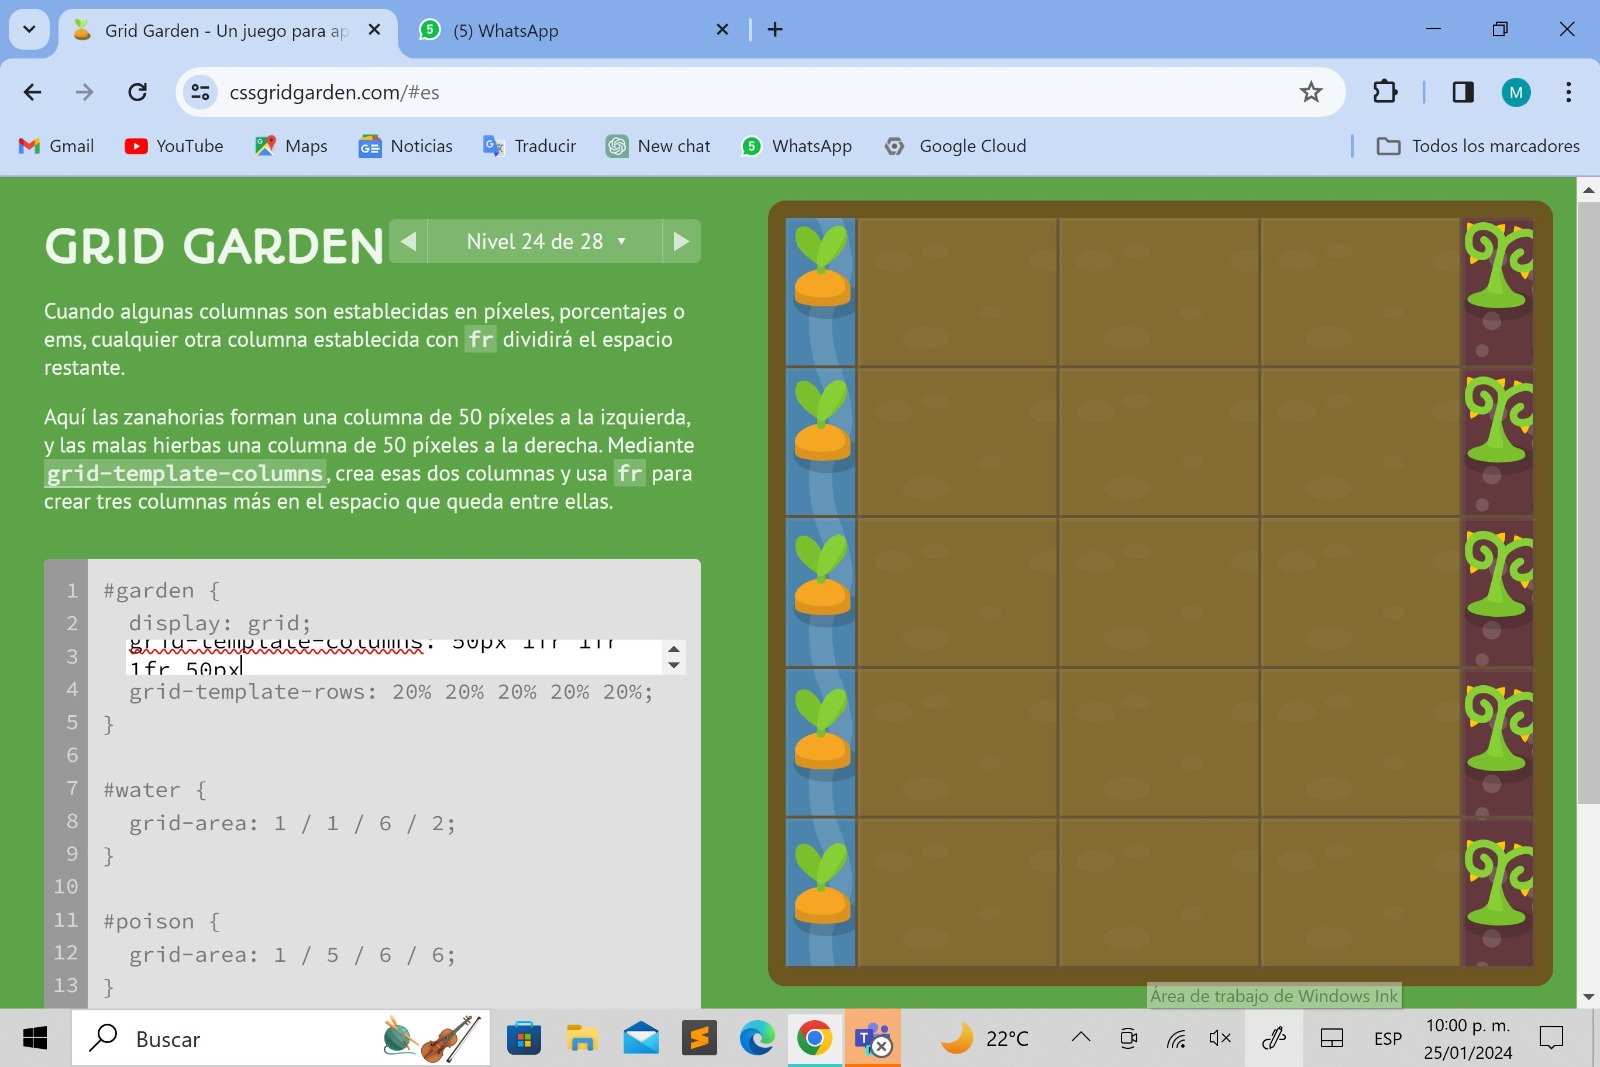 Grid Garden - Un juego para ap
5 (5) WhatsApp
cssgridgarden.com/#es
M
Gmail YouTube Maps Noticias Traducir New chat 5 WhatsApp Google Cloud Todos los marcadores
GRID GARDEN
Nivel 24 de 28
Cuando algunas columnas son establecidas en píxeles, porcentajes o
ems, cualquier otra columna establecida con fr dividirá el espacio
restante.
Aquí las zanahorias forman una columna de 50 píxeles a la izquierda,
y las malas hierbas una columna de 50 píxeles a la derecha. Mediante
grid-template-columns, crea esas dos columnas y usa fr para
crear tres columnas más en el espacio que queda entre ellas.
1 #garden {
2 display: grid;
3 grid-template-columns: 50px 1fr 1fr
1fr 50px
4 grid-template-rows: 20% 20% 20% 20% 20%;
5 }
6
7 #water {
8 grid-area: 1 / 1 / 6 / 2;
9 }
10
11 #poison {
12 grid-area: 1 / 5 / 6 / 6;
13 }
Área de trabajo de Windows Ink
Buscar
22°C
ESP
10:00 p. m.
25/01/2024